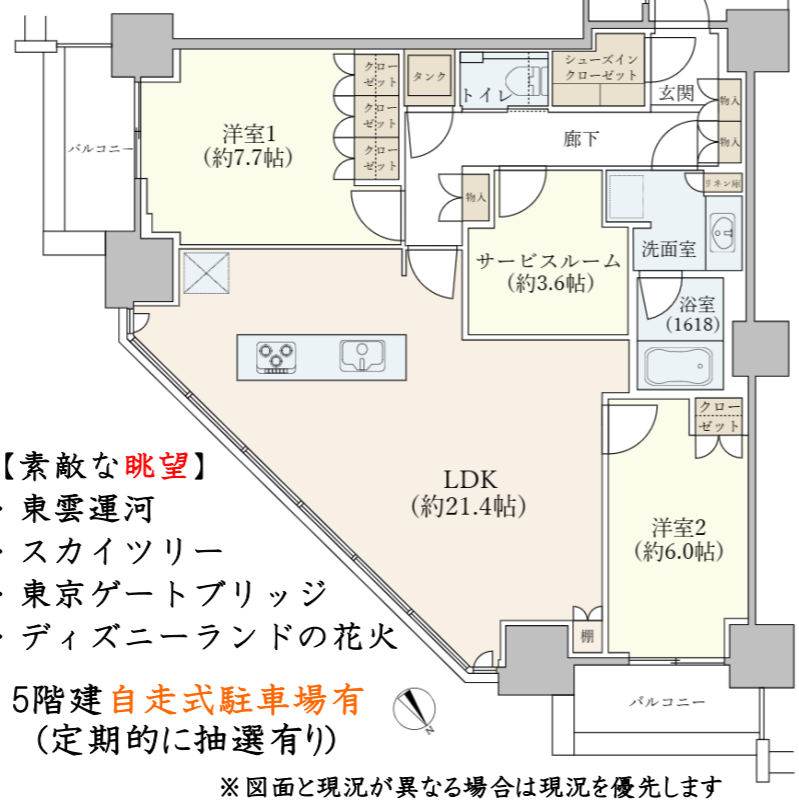 クロー
ゼット
クロー
ゼット
クロー
ゼット
タンク
トイレ
シューズイン
クローゼット
玄関
物入
物入
洋室1
(約7.7帖)
バルコニー
廊下
物入
リネン庫
サービスルーム
(約3.6帖)
洗面室
浴室
(1618)
クロー
ゼット
LDK
(約21.4帖)
洋室2
(約6.0帖)
棚
バルコニー
【素敵な眺望】
・東雲運河
・スカイツリー
・東京ゲートブリッジ
・ディズニーランドの花火
5階建自走式駐車場有
(定期的に抽選有り)
N
※図面と現況が異なる場合は現況を優先します